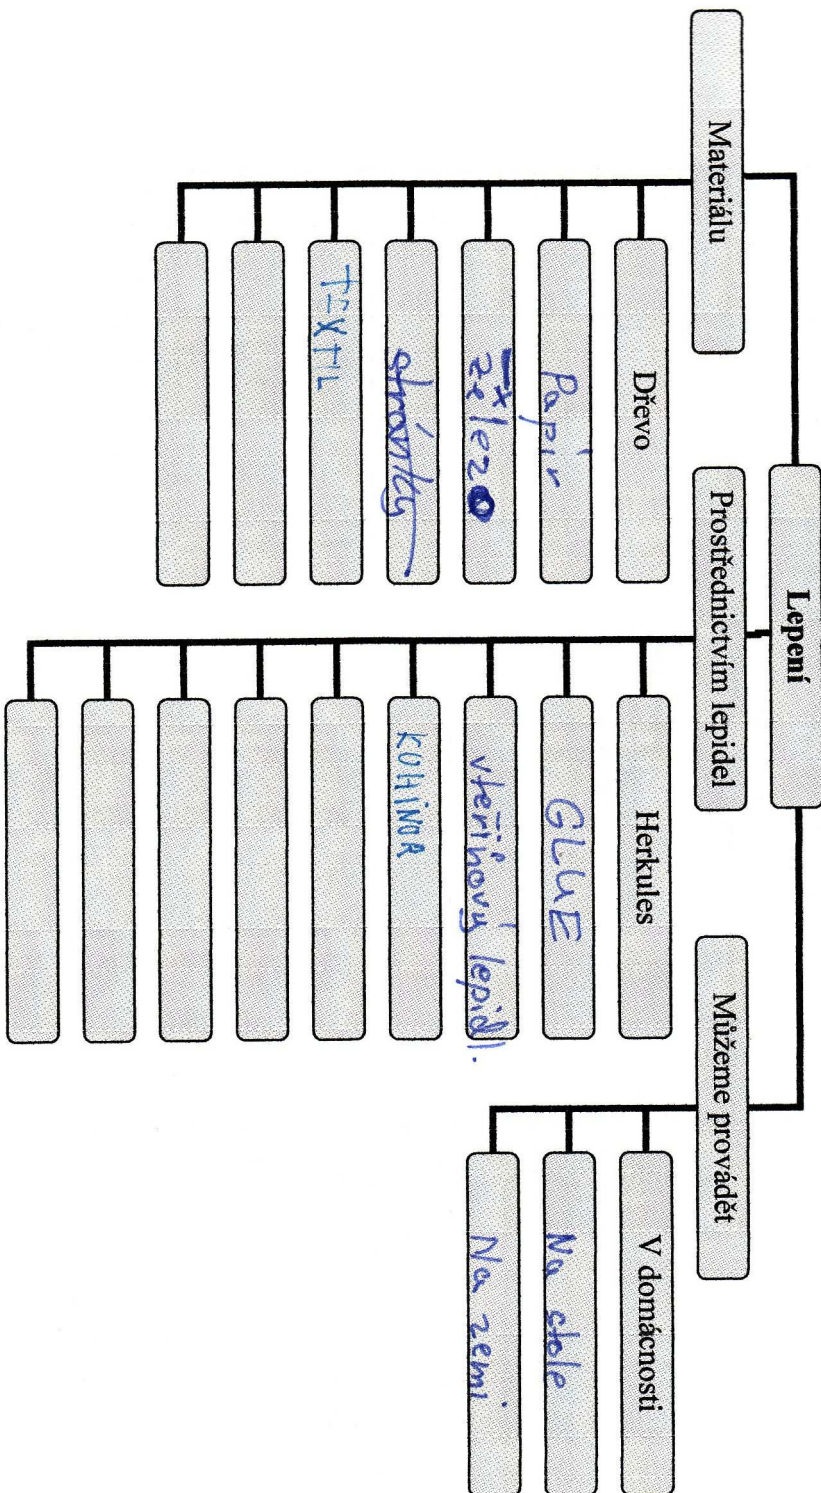 Lepení
Materiálu
Dřevo
Papír
železo
stránky
TEXTIL
Prostřednictvím lepidel
Herkules
GLUE
vteřinový lepidl.
KOHINOR
Můžeme provádět
V domácnosti
Na stole
Na zemi